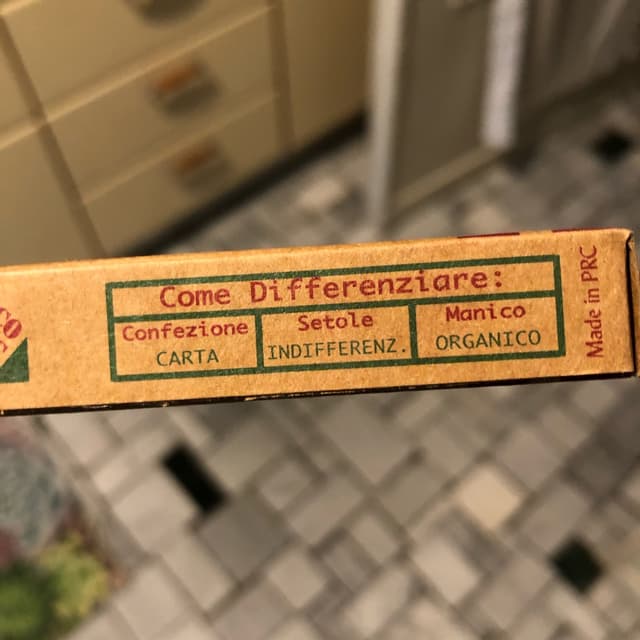 Come Differenziare:
Confezione Setole Manico
CARTA INDIFFERENZ. ORGANICO
Made in PRC